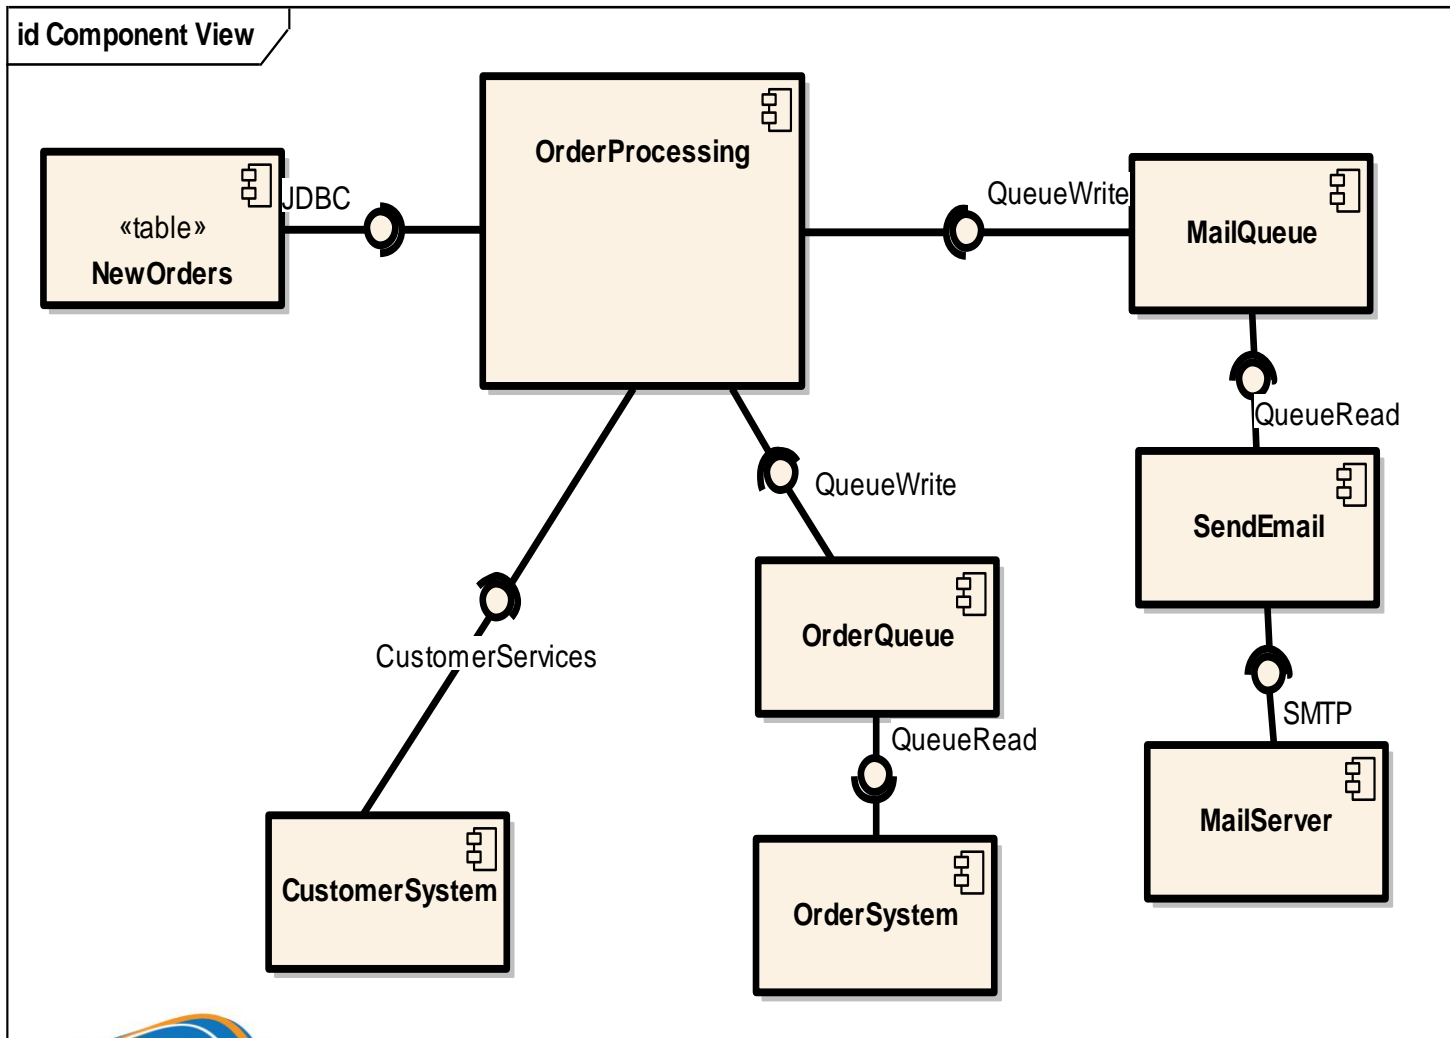 id Component View
OrderProcessing
JDBC
«table»
NewOrders
QueueWrite
MailQueue
QueueRead
QueueWrite
SendEmail
CustomerServices
OrderQueue
QueueRead
SMTP
MailServer
CustomerSystem
OrderSystem